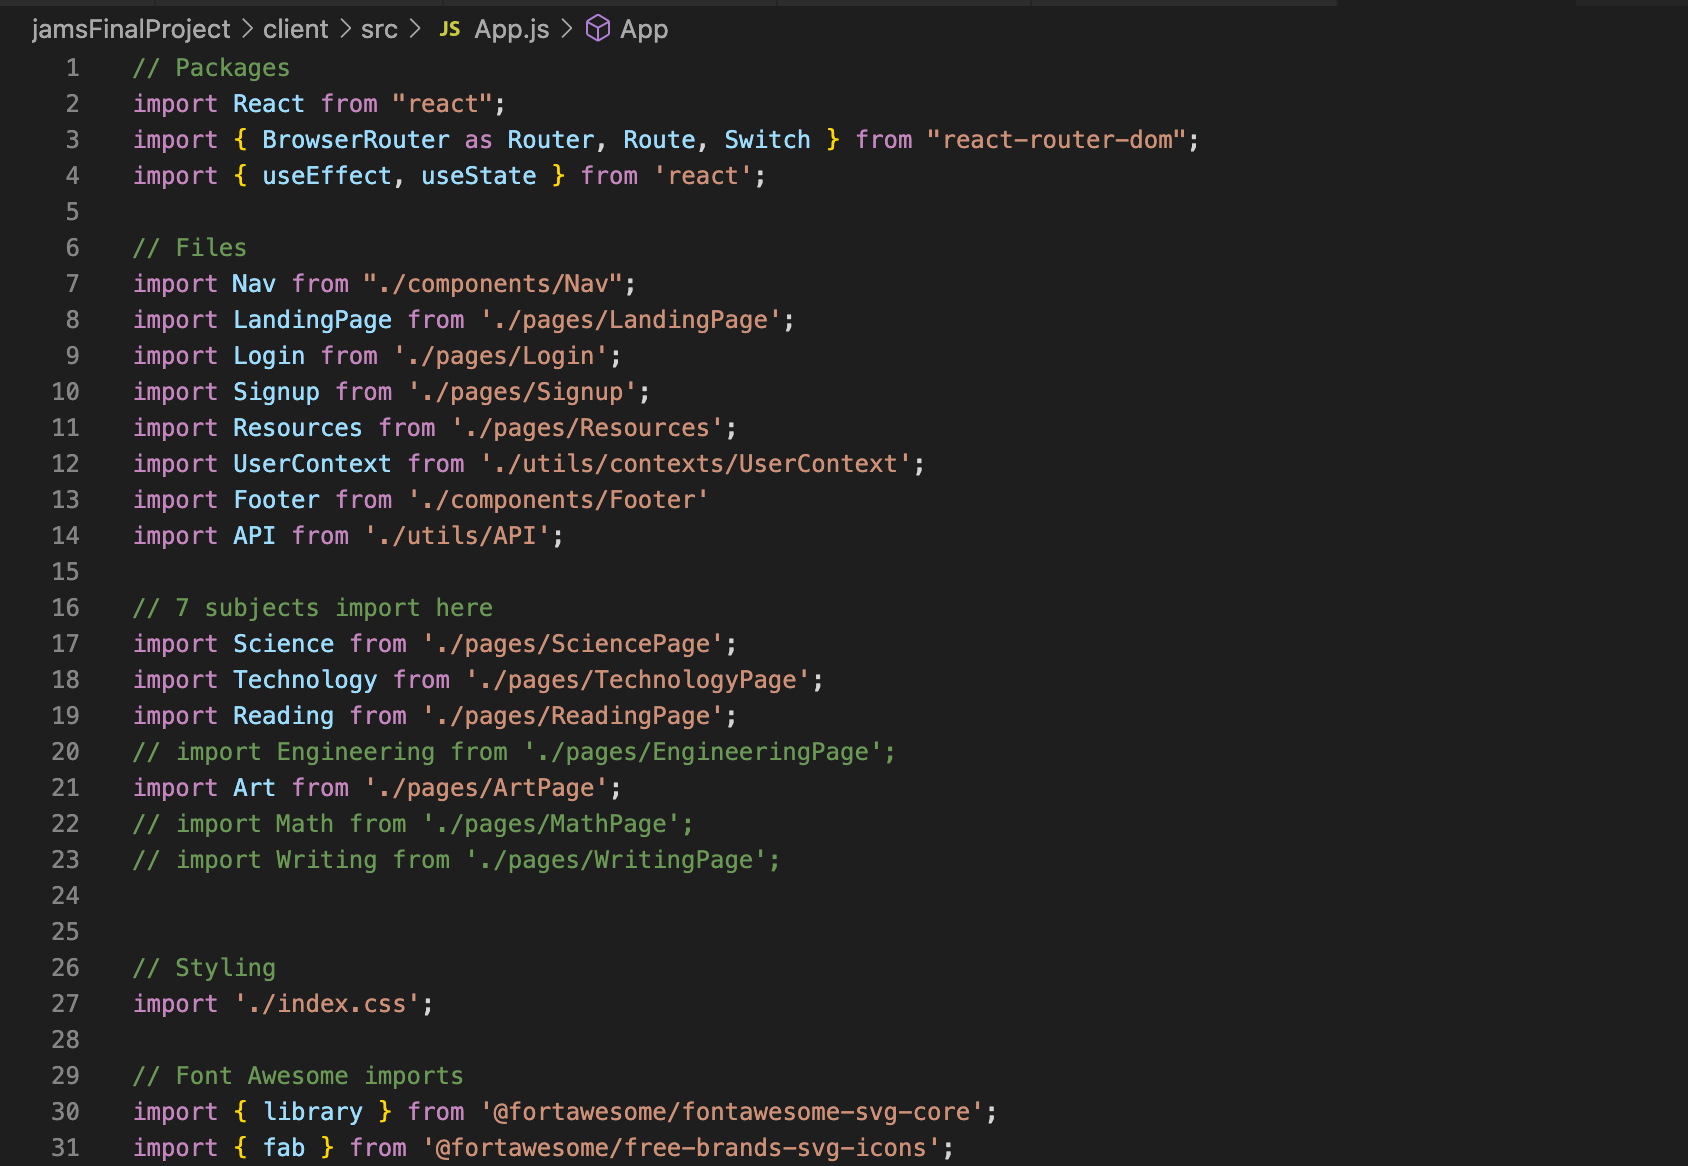 jamsFinalProject > client > src > JS App.js > App
1 // Packages
2 import React from "react";
3 import { BrowserRouter as Router, Route, Switch } from "react-router-dom";
4 import { useEffect, useState } from 'react';
5
6 // Files
7 import Nav from "./components/Nav";
8 import LandingPage from './pages/LandingPage';
9 import Login from './pages/Login';
10 import Signup from './pages/Signup';
11 import Resources from './pages/Resources';
12 import UserContext from './utils/contexts/UserContext';
13 import Footer from './components/Footer'
14 import API from './utils/API';
15
16 // 7 subjects import here
17 import Science from './pages/SciencePage';
18 import Technology from './pages/TechnologyPage';
19 import Reading from './pages/ReadingPage';
20 // import Engineering from './pages/EngineeringPage';
21 import Art from './pages/ArtPage';
22 // import Math from './pages/MathPage';
23 // import Writing from './pages/WritingPage';
24
25
26 // Styling
27 import './index.css';
28
29 // Font Awesome imports
30 import { library } from '@fortawesome/fontawesome-svg-core';
31 import { fab } from '@fortawesome/free-brands-svg-icons';